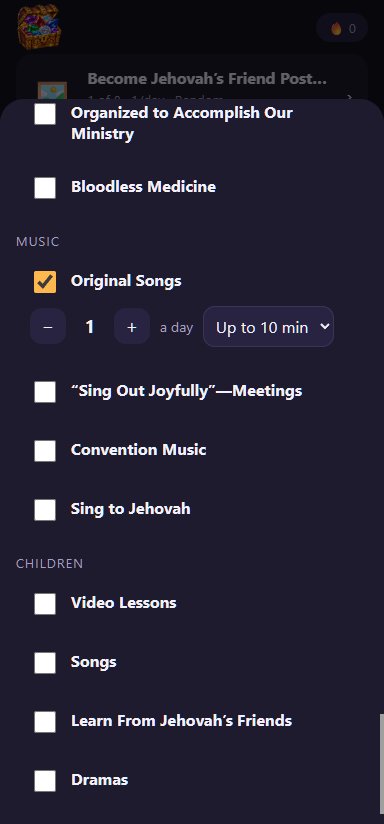 0
Become Jehovah’s Friend Post…
Organized to Accomplish Our
Ministry
Bloodless Medicine
MUSIC
Original Songs
− 1 + a day Up to 10 min
“Sing Out Joyfully”—Meetings
Convention Music
Sing to Jehovah
CHILDREN
Video Lessons
Songs
Learn From Jehovah’s Friends
Dramas